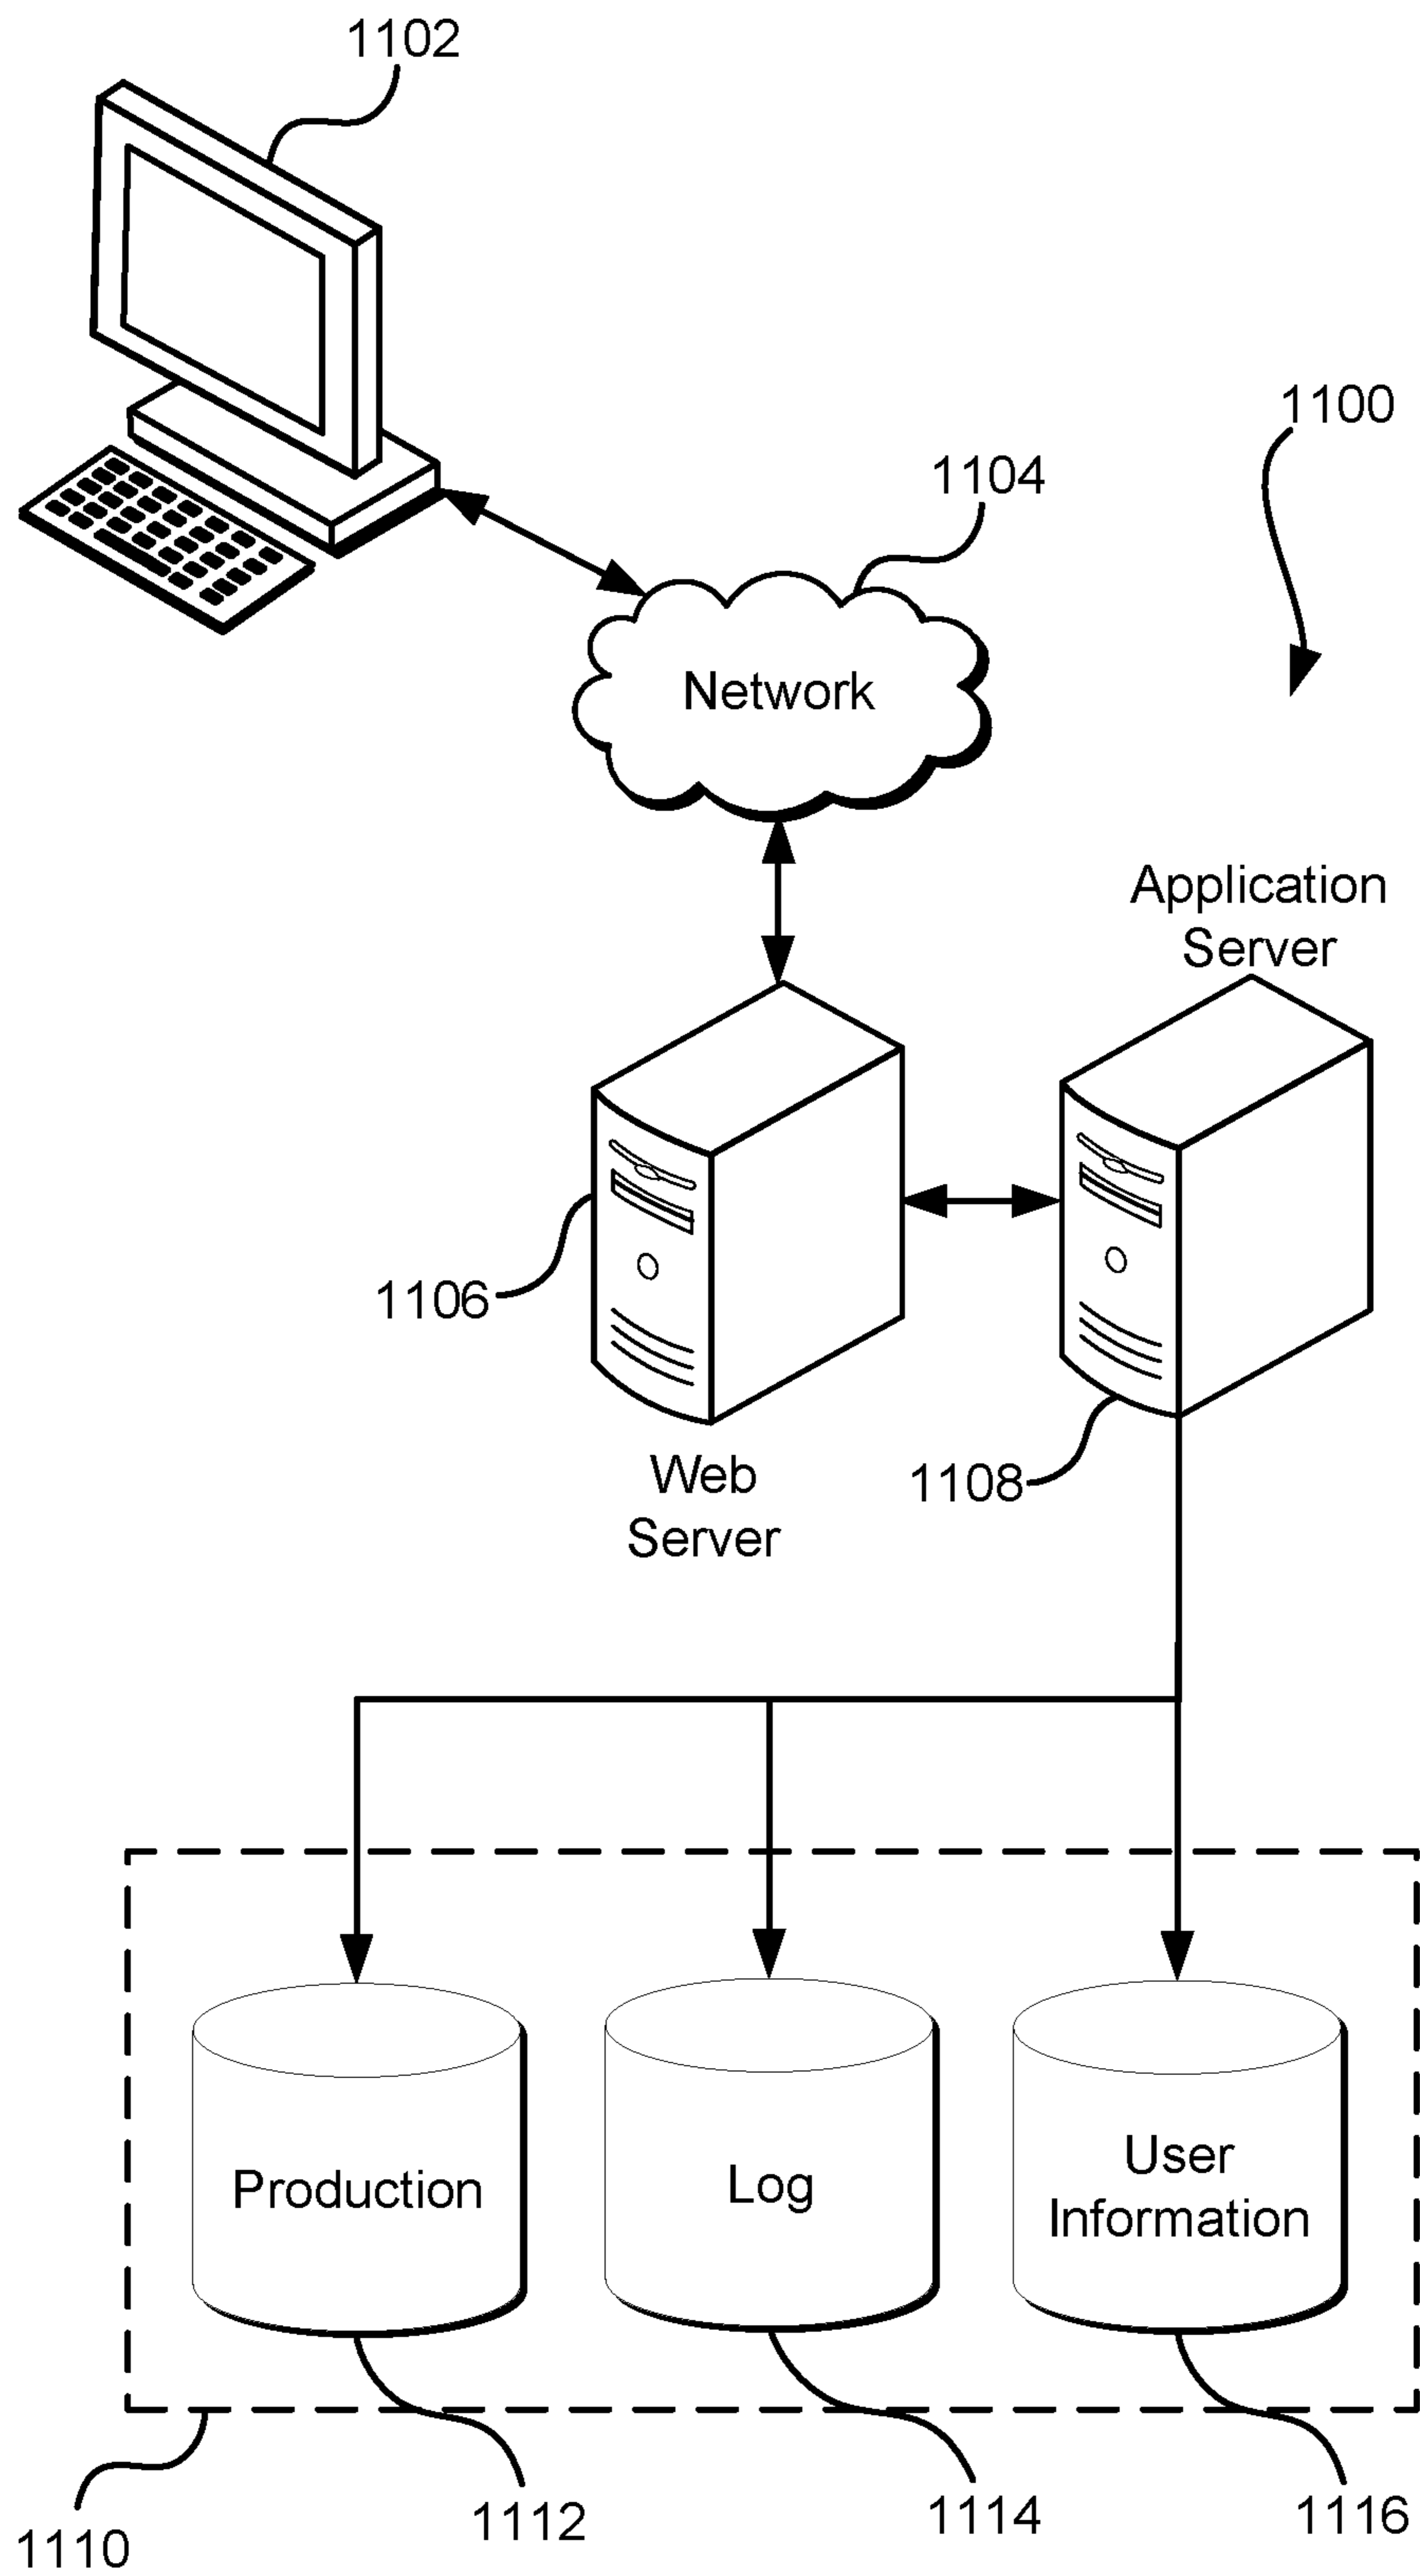 1102
1100
1104
Network
Application
Server
1106
1108
Web
Server
Production
Log
User
Information
1110
1112
1114
1116